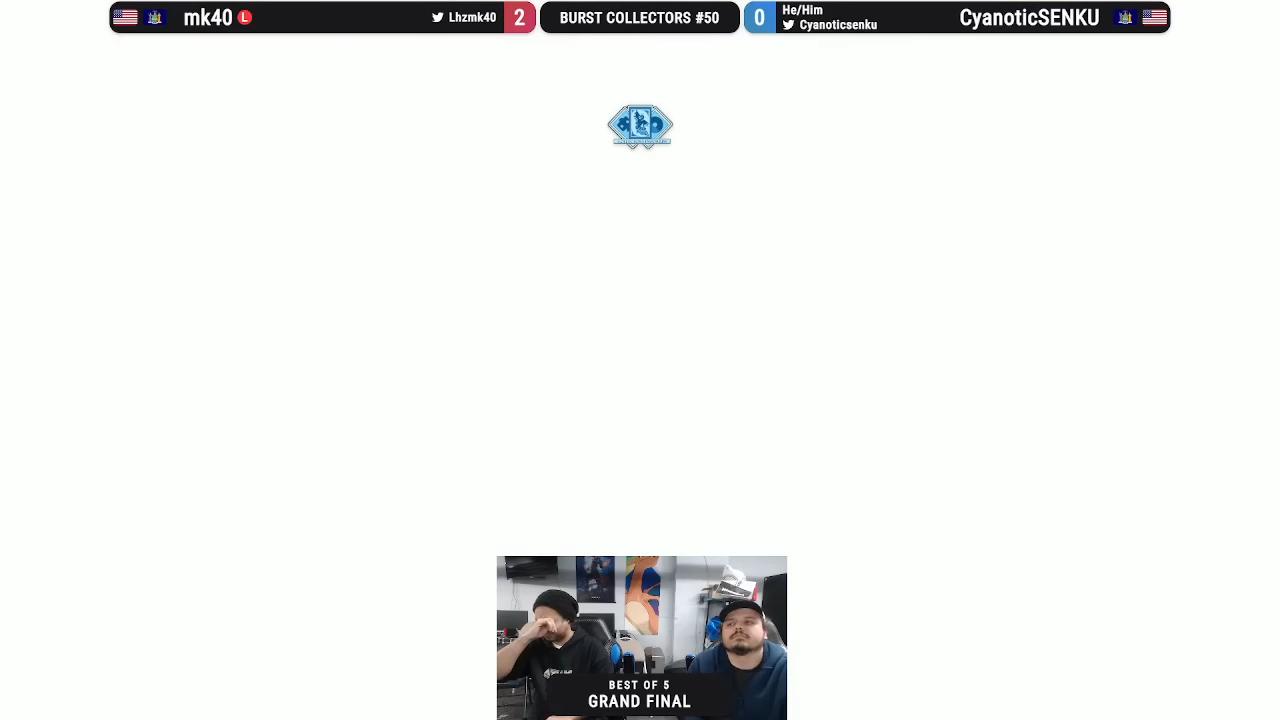 mk40 L
Lhzmk40
2
BURST COLLECTORS #50
0
He/HIm
Cyanoticsenku
CyanoticSENKU
BEST OF 5
GRAND FINAL